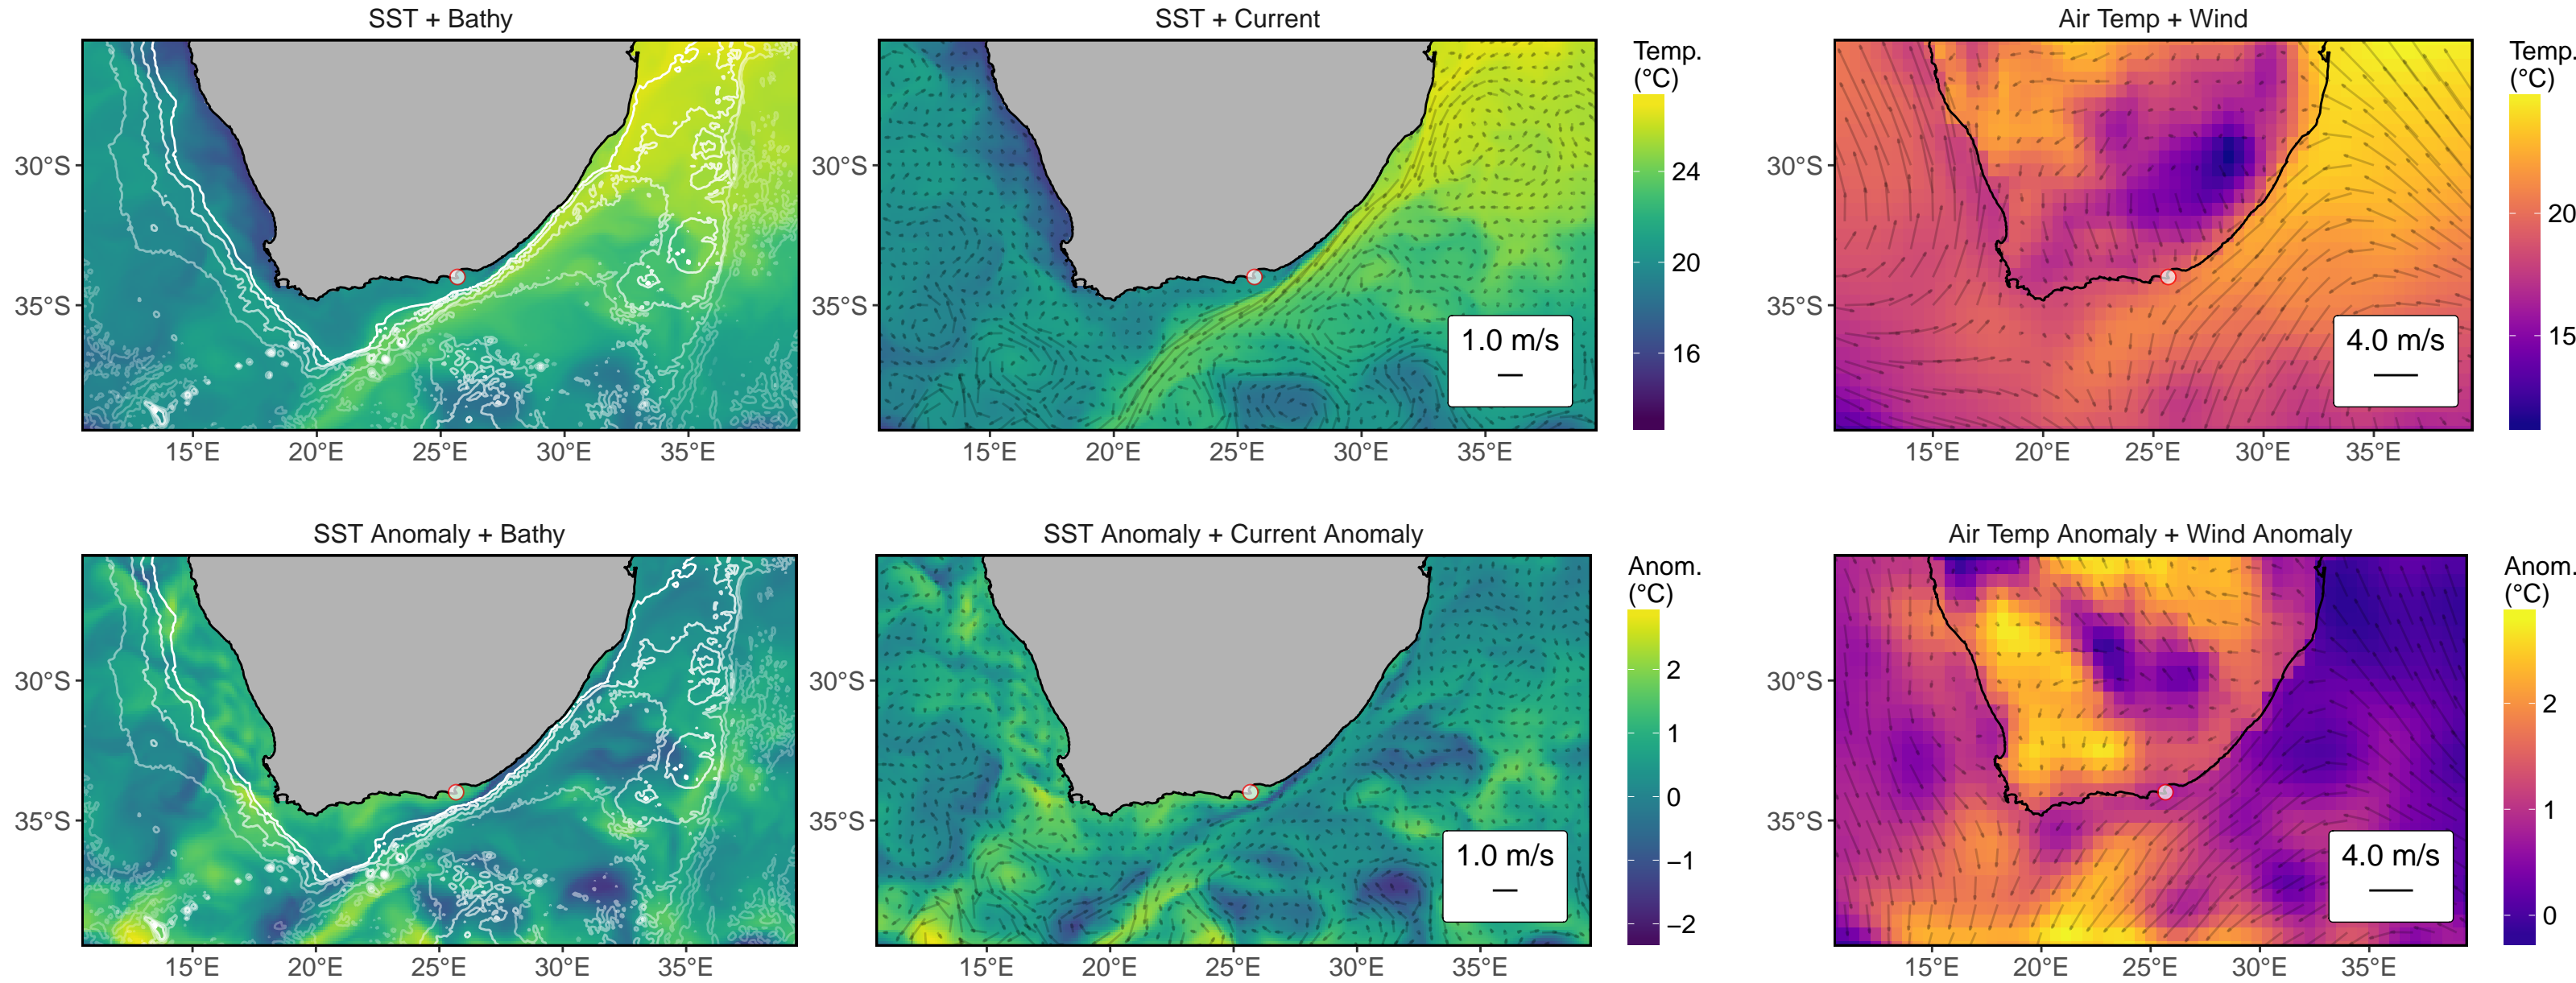 SST + Bathy
30°S
35°S
15°E 20°E 25°E 30°E 35°E
SST + Current
30°S
35°S
15°E 20°E 25°E 30°E 35°E
1.0 m/s
Temp.
(°C)
24
20
16
Air Temp + Wind
30°S
35°S
15°E 20°E 25°E 30°E 35°E
4.0 m/s
Temp.
(°C)
20
15
SST Anomaly + Bathy
30°S
35°S
15°E 20°E 25°E 30°E 35°E
SST Anomaly + Current Anomaly
30°S
35°S
15°E 20°E 25°E 30°E 35°E
1.0 m/s
Anom.
(°C)
2
1
0
−1
−2
Air Temp Anomaly + Wind Anomaly
30°S
35°S
15°E 20°E 25°E 30°E 35°E
4.0 m/s
Anom.
(°C)
2
1
0